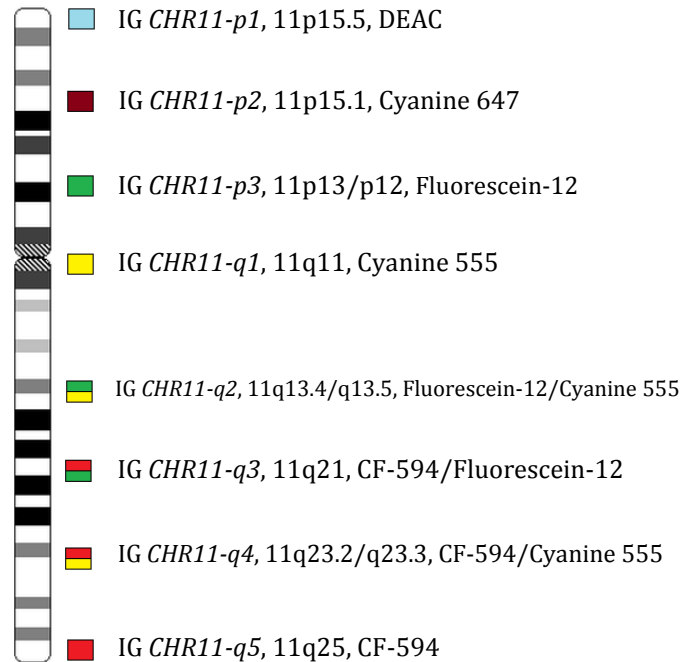 IG CHR11-p1, 11p15.5, DEAC
IG CHR11-p2, 11p15.1, Cyanine 647
IG CHR11-p3, 11p13/p12, Fluorescein-12
IG CHR11-q1, 11q11, Cyanine 555
IG CHR11-q2, 11q13.4/q13.5, Fluorescein-12/Cyanine 555
IG CHR11-q3, 11q21, CF-594/Fluorescein-12
IG CHR11-q4, 11q23.2/q23.3, CF-594/Cyanine 555
IG CHR11-q5, 11q25, CF-594